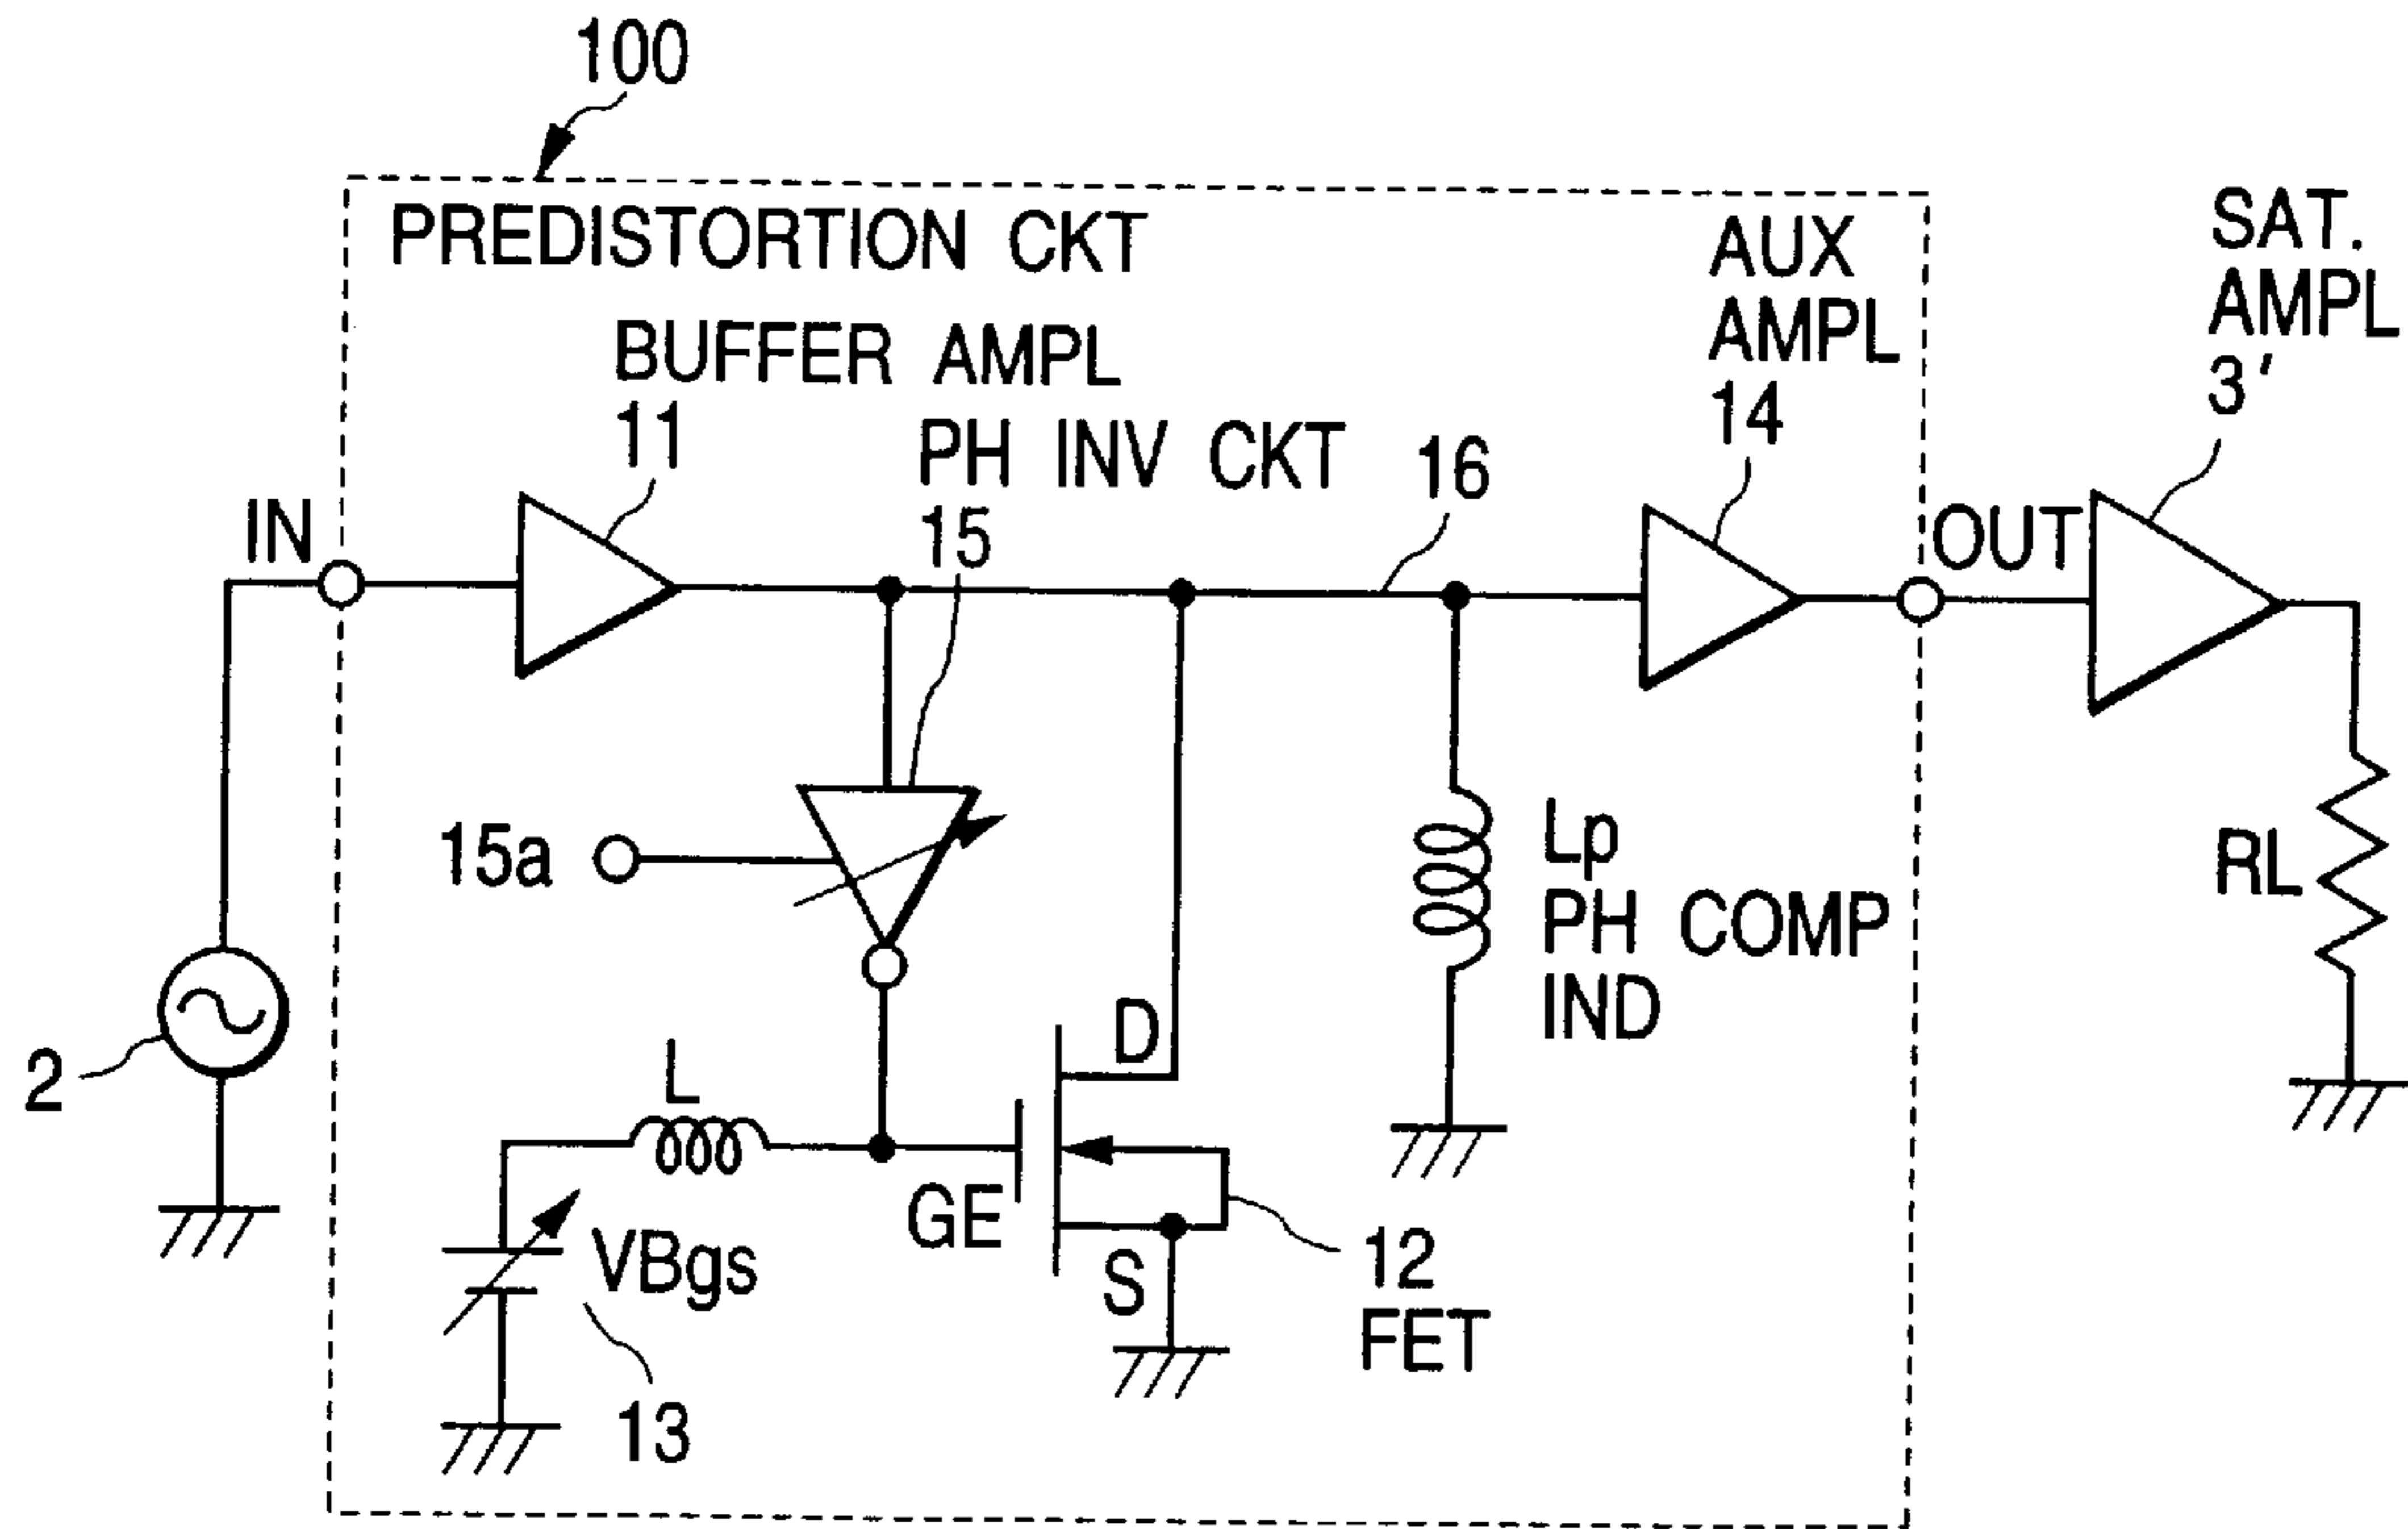 100
PREDISTORTION CKT
BUFFER AMPL
11
PH INV CKT
15
16
AUX
AMPL
14
SAT.
AMPL
3'
IN
OUT
15a
Lp
PH COMP
IND
RL
2
L
D
GE
S
VBgs
13
12
FET